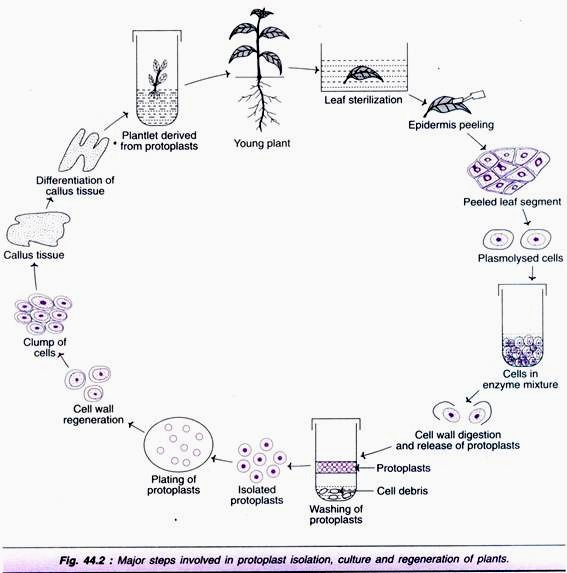 Young plant
Leaf sterilization
Epidermis peeling
Peeled leaf segment
Plasmolysed cells
Cells in
enzyme mixture
Cell wall digestion
and release of protoplasts
Protoplasts
Cell debris
Washing of
protoplasts
Isolated
protoplasts
Plating of
protoplasts
Cell wall
regeneration
Clump of
cells
Callus tissue
Differentiation of
callus tissue
Plantlet derived
from protoplasts
Fig. 44.2 : Major steps involved in protoplast isolation, culture and regeneration of plants.